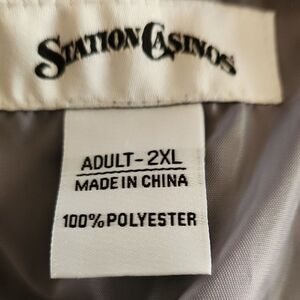 STATION CASINOS
ADULT-2XL
MADE IN CHINA
100% POLYESTER